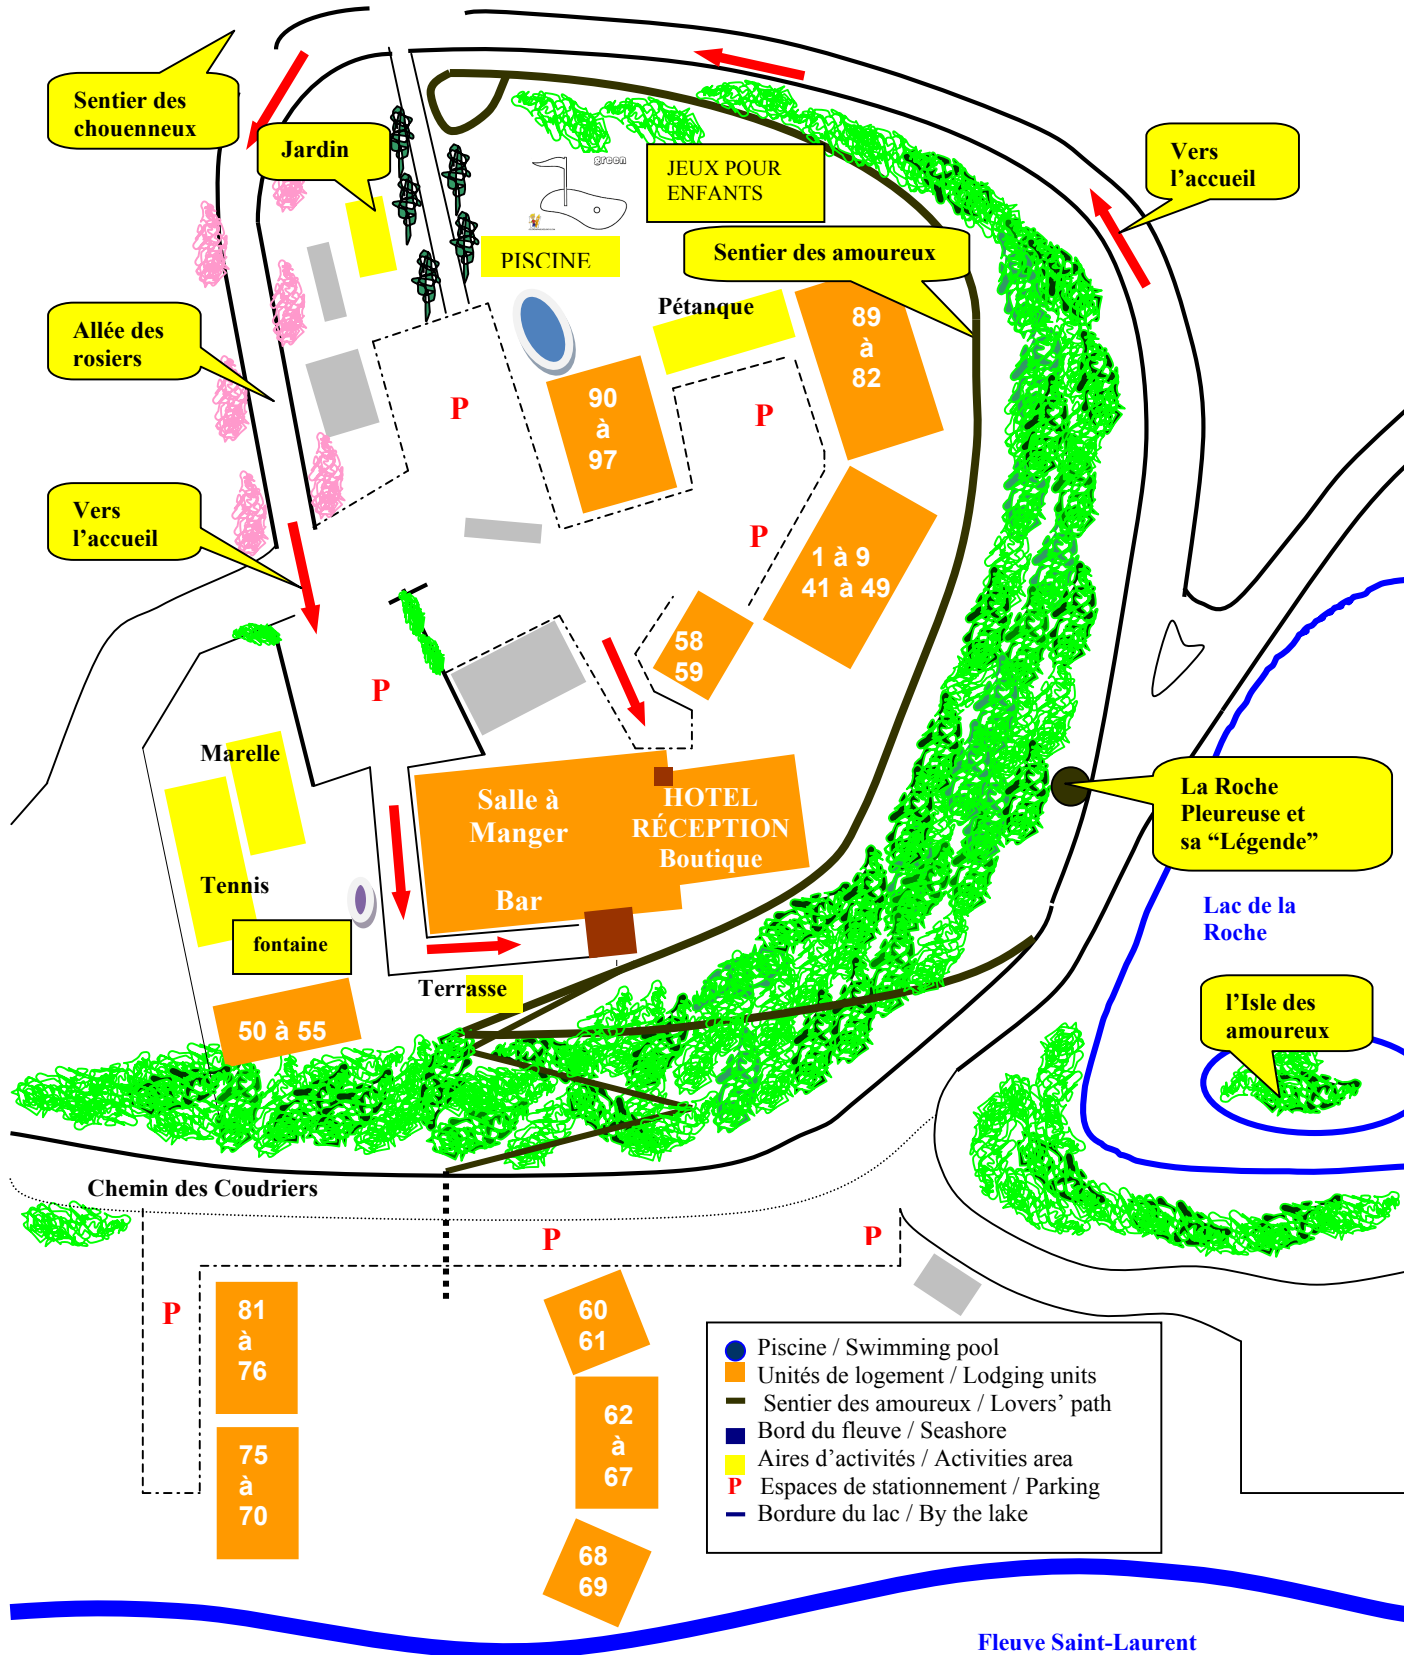 Sentier des
chouenneux
Jardin
green
JEUX POUR
ENFANTS
Vers
l'accueil
PISCINE
Sentier des amoureux
Pétanque
89
à
82
Allée des
rosiers
P
90
à
97
P
Vers
l'accueil
P
1 à 9
41 à 49
58
59
P
Marelle
Salle à
Manger
HOTEL
RÉCEPTION
Boutique
La Roche
Pleureuse et
sa “Légende”
Tennis
Bar
fontaine
Lac de la
Roche
Terrasse
l'Isle des
amoureux
50 à 55
Chemin des Coudriers
P
P
P
81
à
76
60
61
62
à
67
75
à
70
68
69
Piscine / Swimming pool
Unités de logement / Lodging units
Sentier des amoureux / Lovers’ path
Bord du fleuve / Seashore
Aires d’activités / Activities area
P Espaces de stationnement / Parking
Bordure du lac / By the lake
Fleuve Saint-Laurent